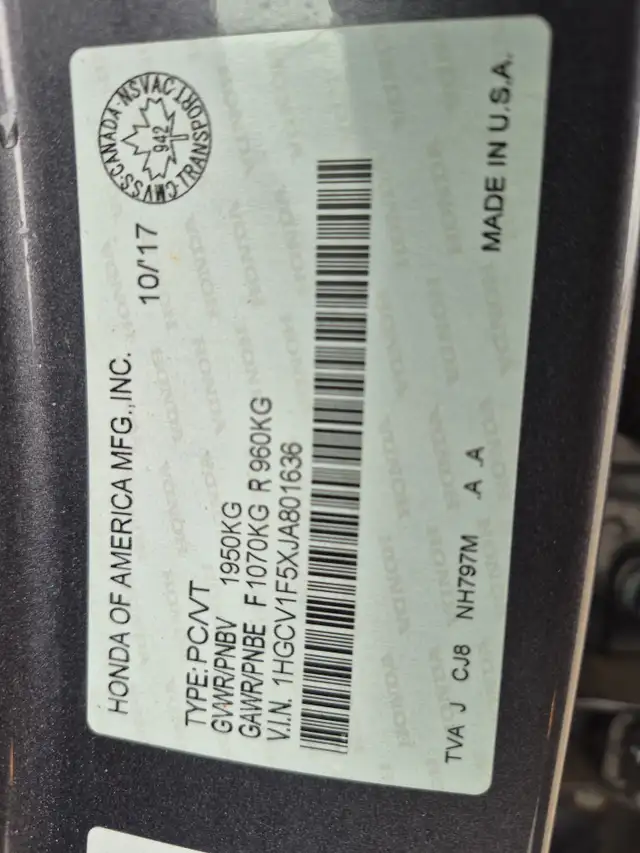 HONDA OF AMERICA MFG.,INC. 10/17
CMVSS·CANADA·NSVAC·TRANSPORT
942
TYPE:PC/VT
GVWR/PNBV 1950KG
GAWR/PNBE F 1070KG R 960KG
V.I.N. 1HGCV1F5XJA801636
TVA J CJ8 NH797M .A .A MADE IN U.S.A.
HONDA